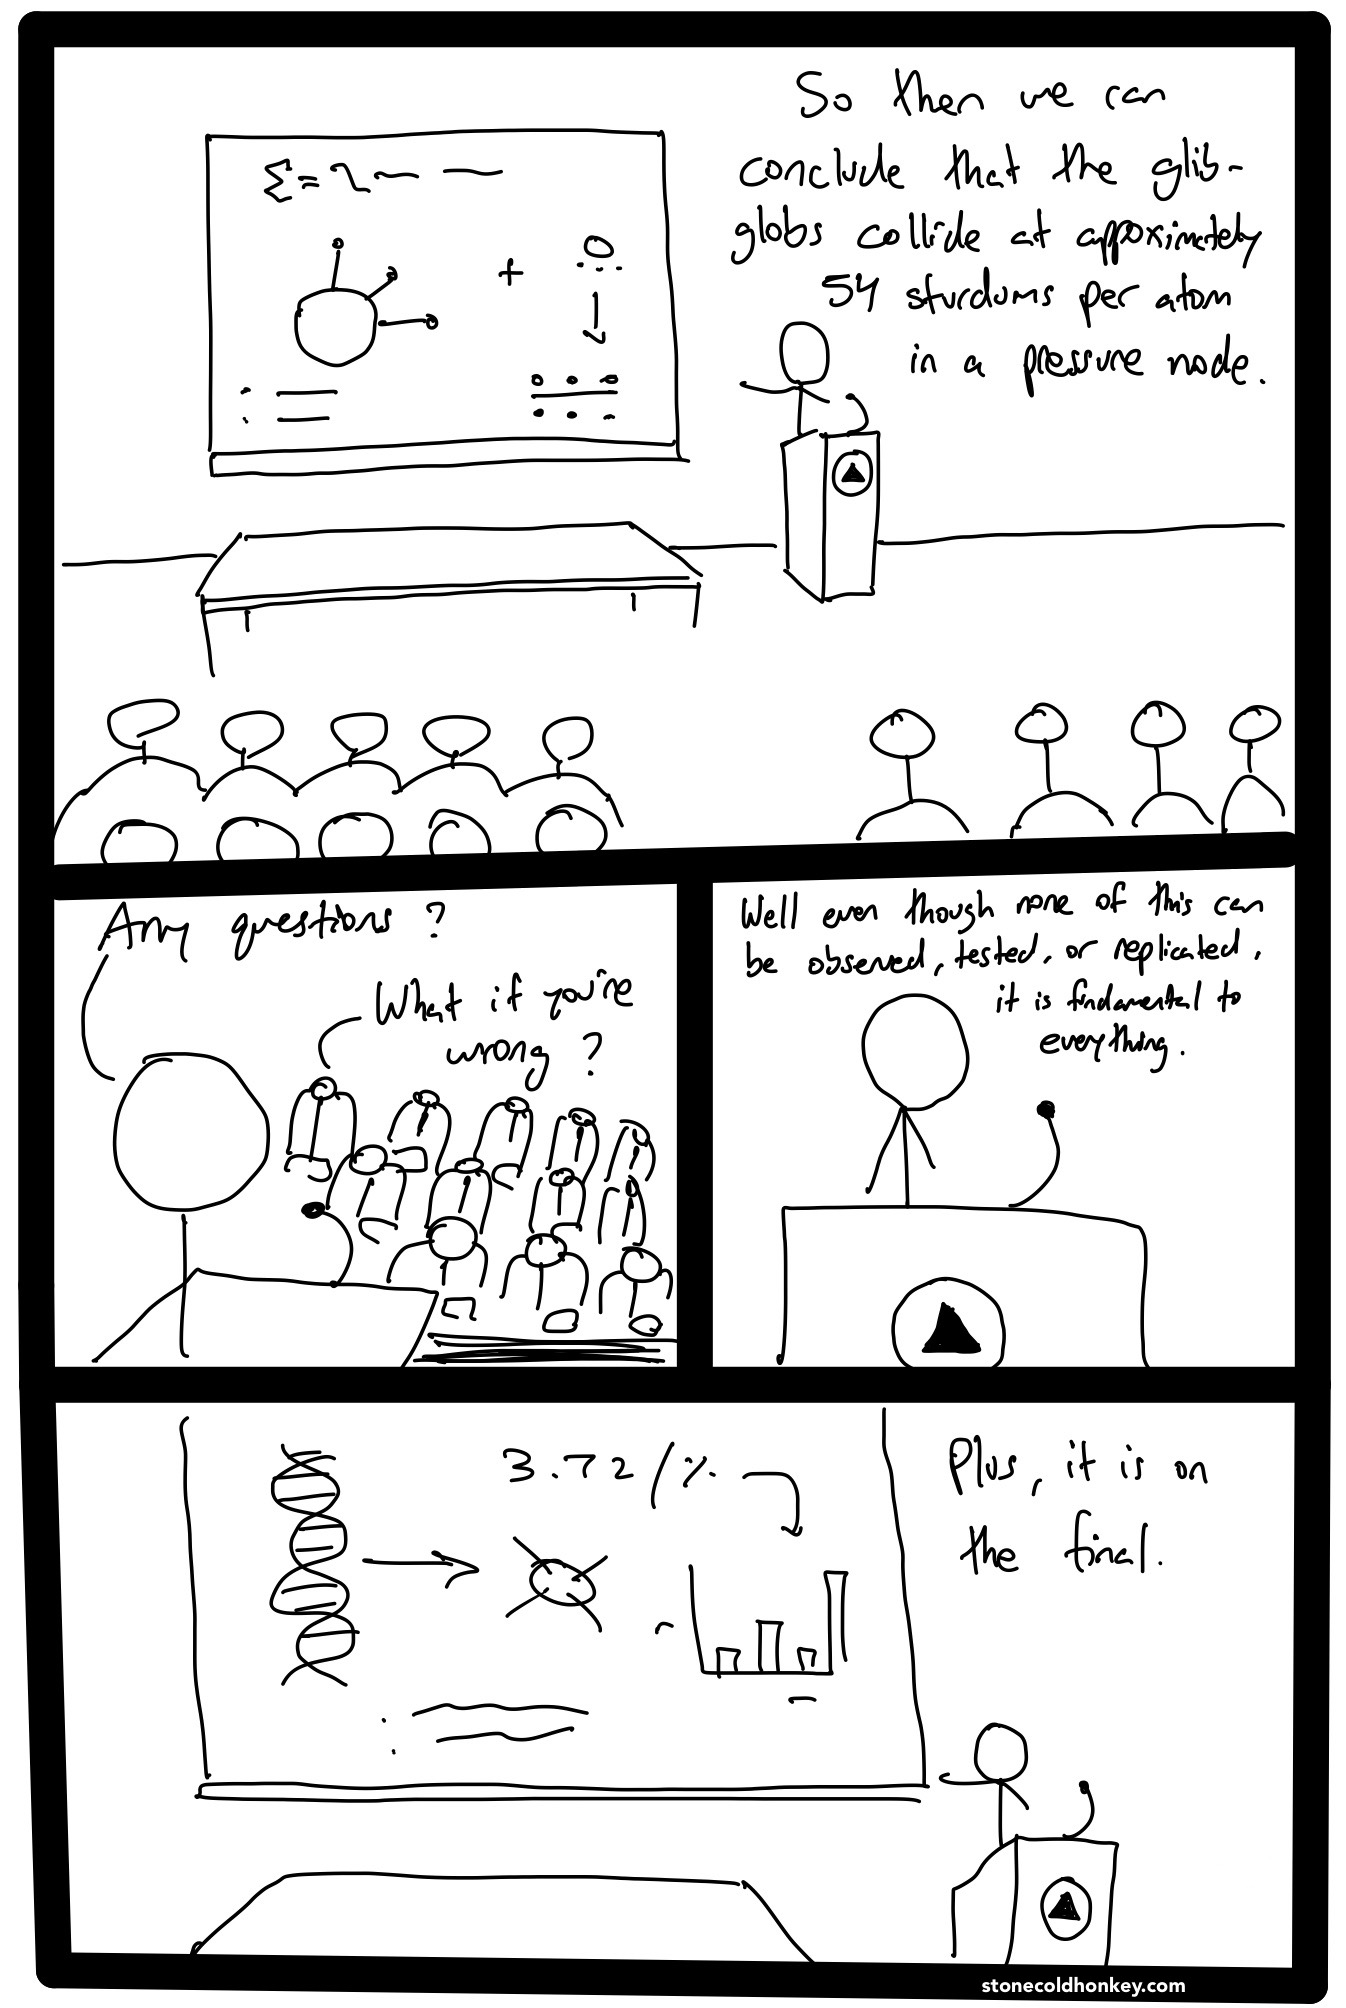 So then we can
conclude that the glib-
globs collide at appoximately
54 sturdums per atom
in a pressure node.
Σ =
+
Any questions?
What if you're
wrong?
Well even though none of this can
be observed, tested, or replicated,
it is fundamental to
everything.
3.72/%
Plus, it is on
the final.
stonecoldhonkey.com